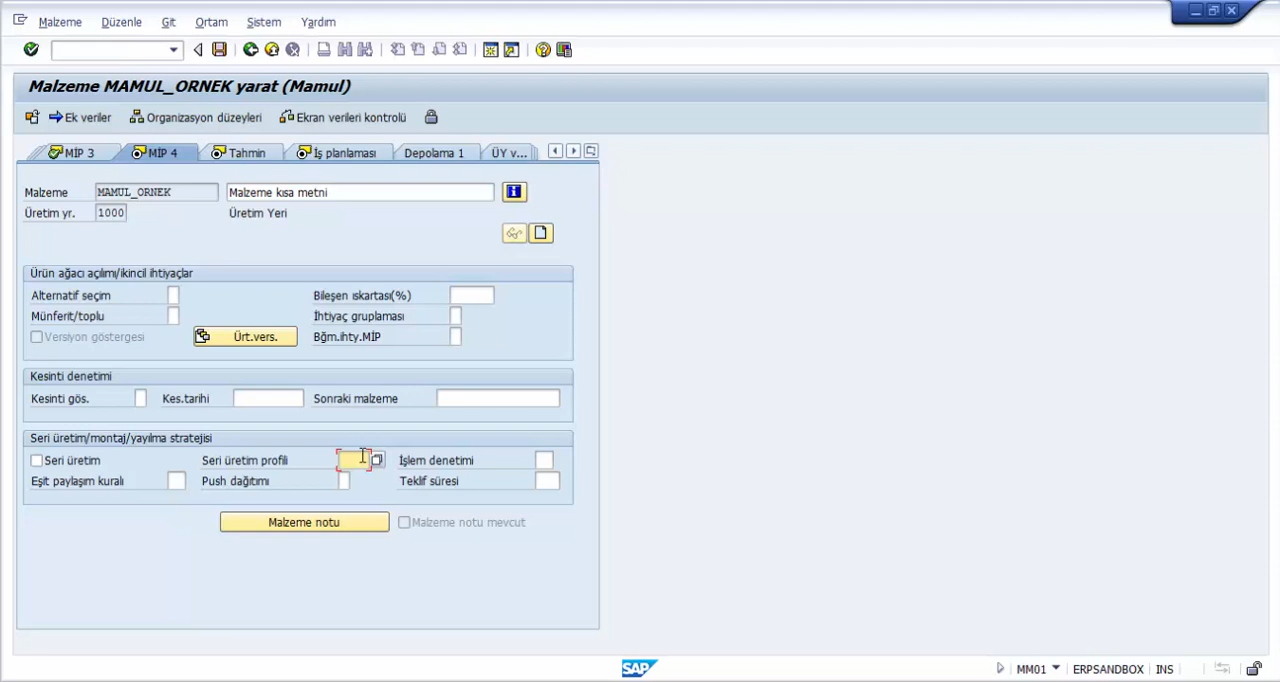 Malzeme Düzenle Git Ortam Sistem Yardım
Malzeme MAMUL_ORNEK yarat (Mamul)
Ek veriler Organizasyon düzeyleri Ekran verileri kontrolü
MİP 3 MİP 4 Tahmin İş planlaması Depolama 1 ÜY v...
Malzeme MAMUL_ORNEK Malzeme kısa metni
Üretim yr. 1000 Üretim Yeri
Ürün ağacı açılımı/ikincil ihtiyaçlar
Alternatif seçim Bileşen ıskartası(%)
Münferit/toplu İhtiyaç gruplaması
Versiyon göstergesi Ürt.vers. Bğm.ihty.MİP
Kesinti denetimi
Kesinti gös. Kes.tarihi Sonraki malzeme
Seri üretim/montaj/yayılma stratejisi
Seri üretim Seri üretim profili İşlem denetimi
Eşit paylaşım kuralı Push dağıtımı Teklif süresi
Malzeme notu Malzeme notu mevcut
SAP MM01 ERPSANDBOX INS